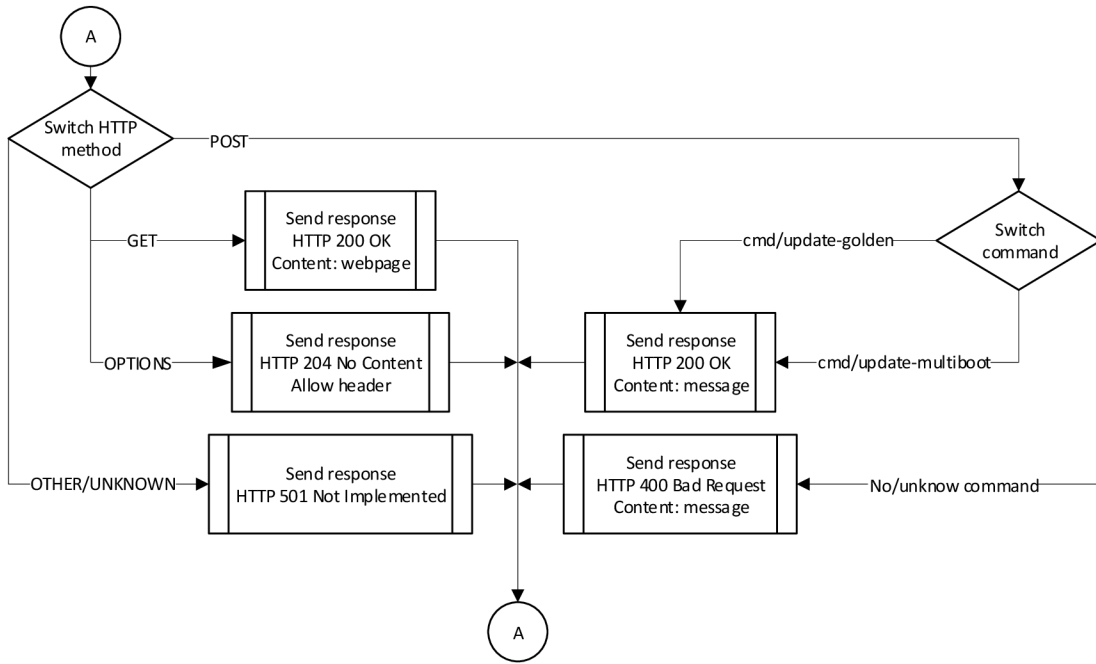 A
Switch HTTP
method
POST
Send response
HTTP 200 OK
Content: webpage
GET
Switch
command
cmd/update-golden
Send response
HTTP 204 No Content
Allow header
OPTIONS
Send response
HTTP 200 OK
Content: message
cmd/update-multiboot
Send response
HTTP 501 Not Implemented
OTHER/UNKNOWN
Send response
HTTP 400 Bad Request
Content: message
No/unknow command
A